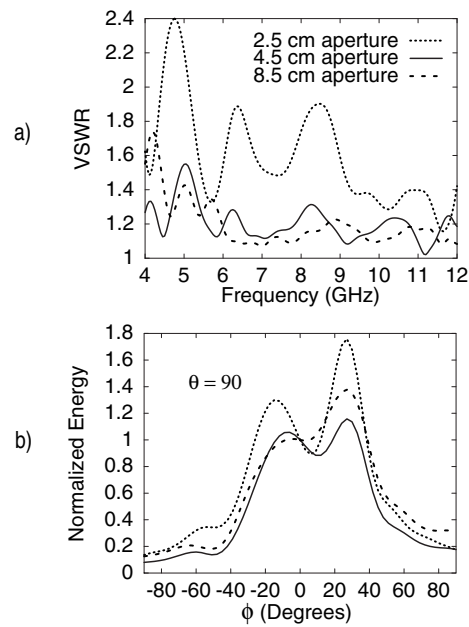 a)
VSWR
2.4
2.2
2
1.8
1.6
1.4
1.2
1
2.5 cm aperture
4.5 cm aperture
8.5 cm aperture
4 5 6 7 8 9 10 11 12
Frequency (GHz)
b)
Normalized Energy
1.8
1.6
1.4
1.2
1
0.8
0.6
0.4
0.2
0
θ = 90
-80 -60 -40 -20 0 20 40 60 80
ϕ (Degrees)